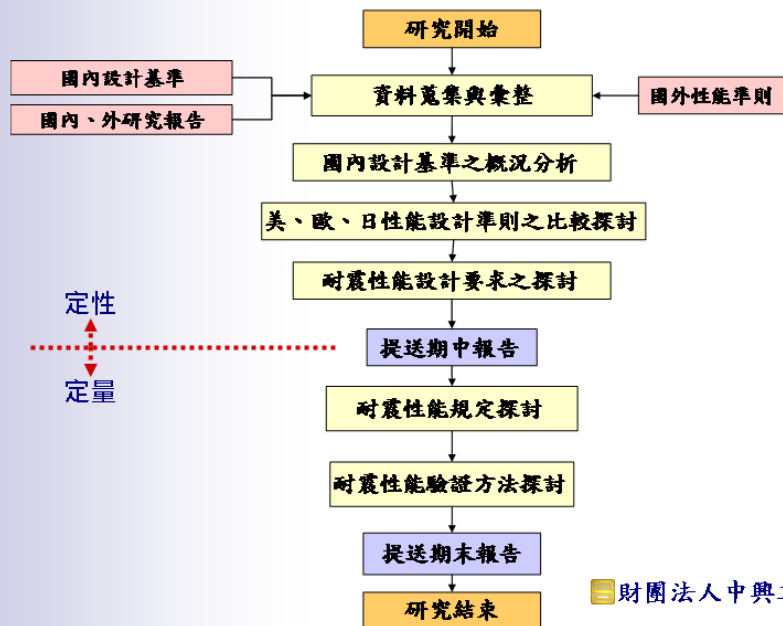 研究開始
國內設計基準
資料蒐集與彙整
國外性能準則
國內、外研究報告
國內設計基準之概況分析
美、歐、日性能設計準則之比較探討
耐震性能設計要求之探討
定性
提送期中報告
定量
耐震性能規定探討
耐震性能驗證方法探討
提送期末報告
財團法人中興
研究結束